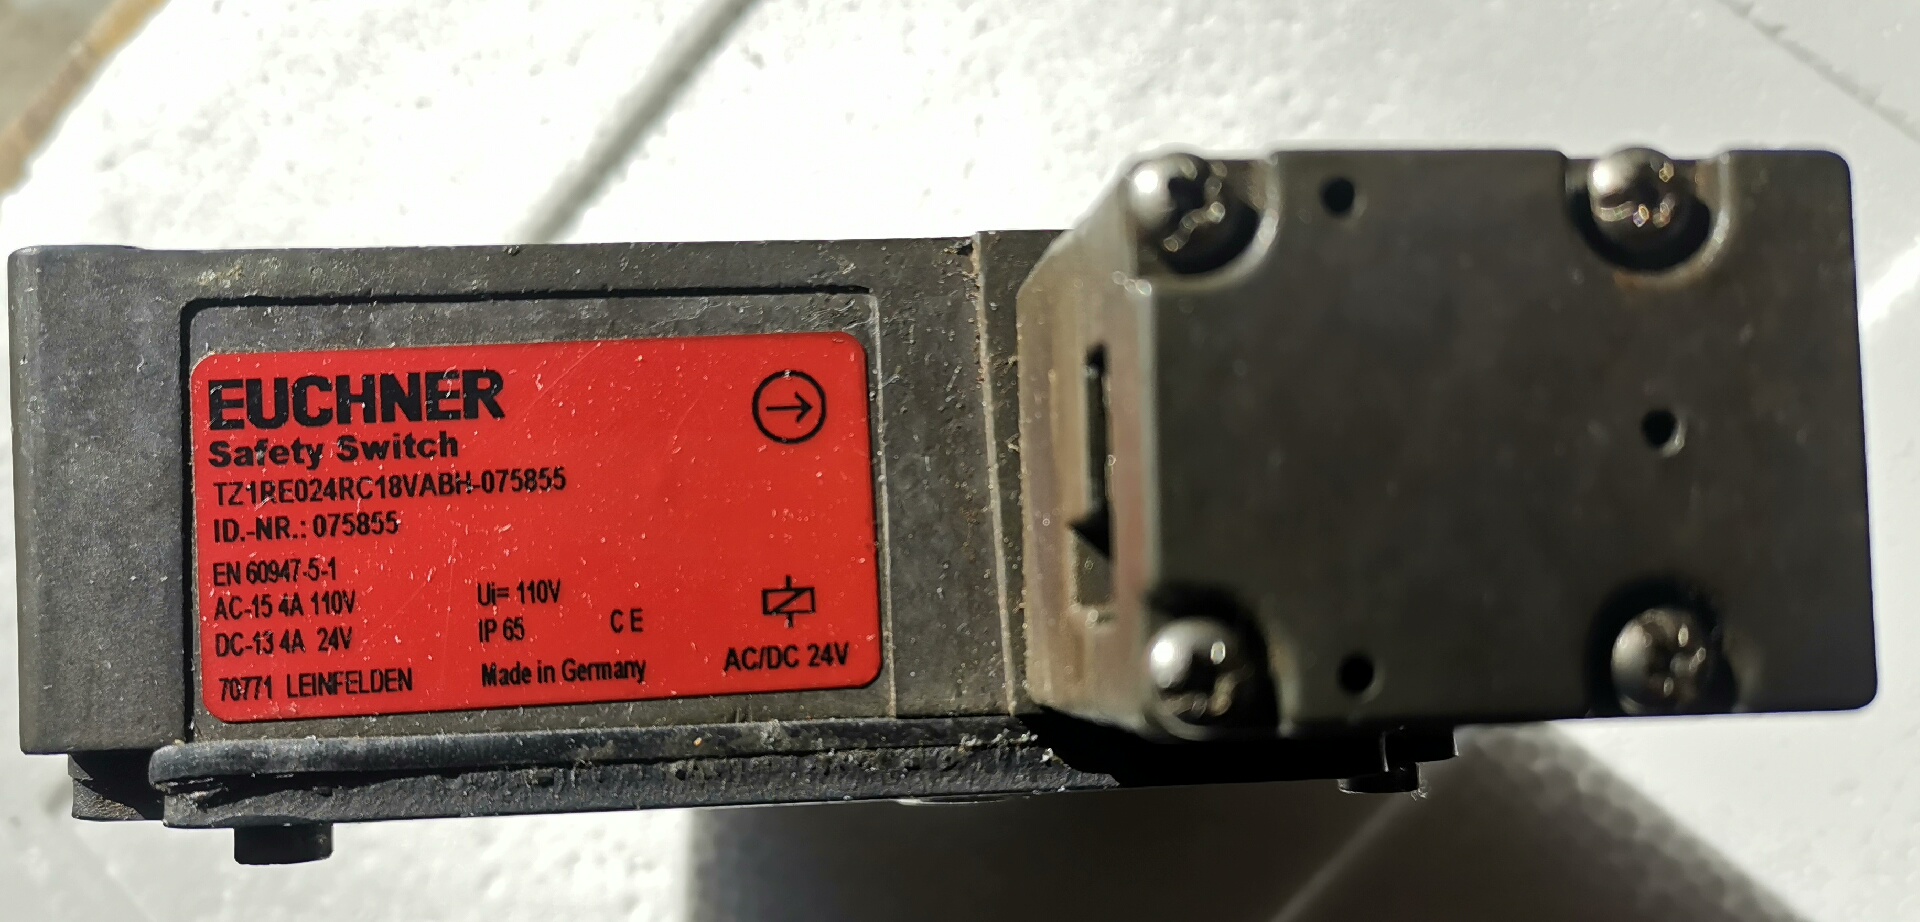 EUCHNER
Safety Switch
TZ1RE024RC18VABH-075855
ID.-NR.: 075855
EN 60947-5-1
AC-15 4A 110V
DC-13 4A 24V
70771 LEINFELDEN
Ui= 110V
IP 65
CE
Made in Germany
AC/DC 24V